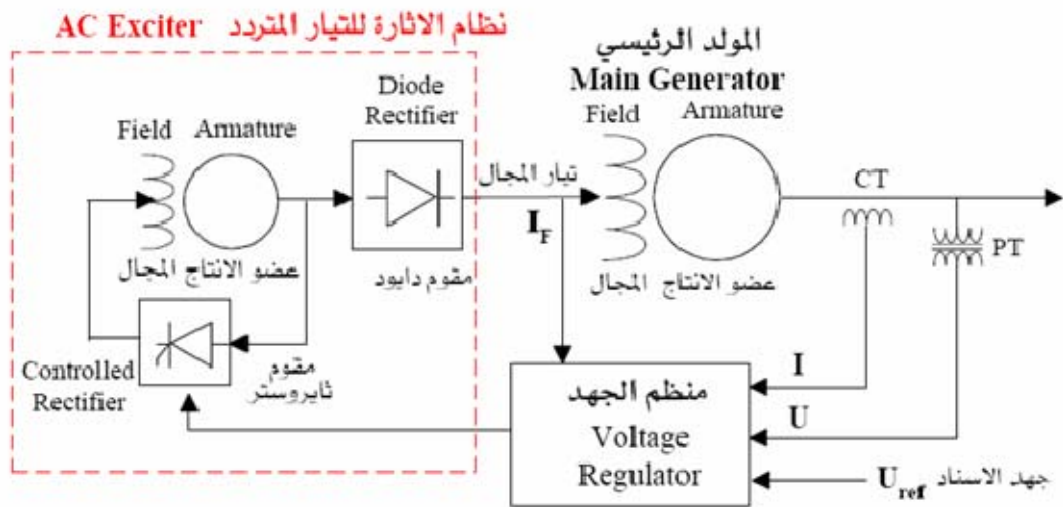 AC Exciter نظام الاثارة للتيار المتردد
المولد الرئيسي
Main Generator
Field Armature
Diode
Rectifier
Field Armature
تيار المجال
I_F
CT
PT
عضو الانتاج المجال
مقوم دايود
عضو الانتاج المجال
Controlled
Rectifier
مقوم
ثايروستر
منظم الجهد
Voltage
Regulator
I
U
U_ref جهد الاسناد